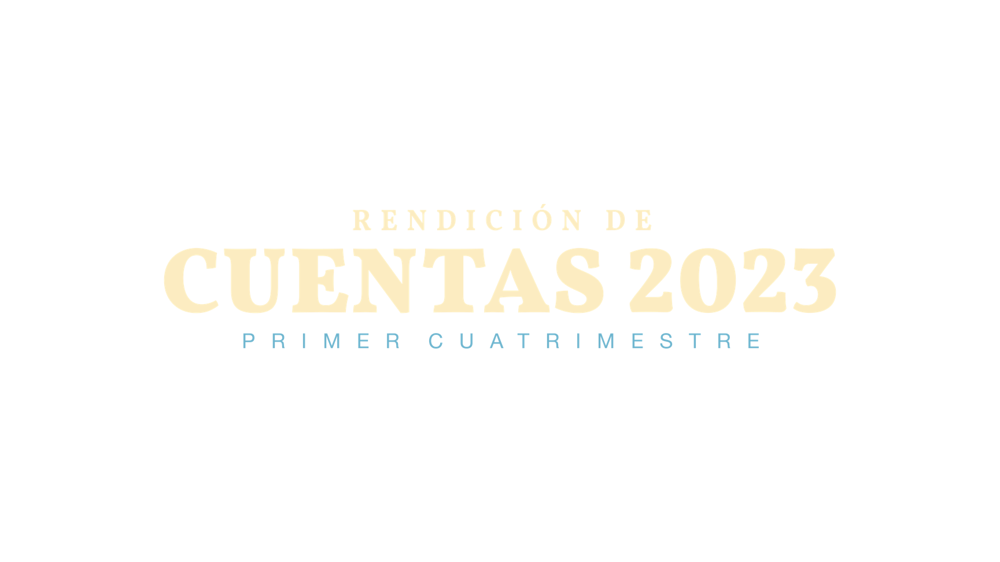 RENDICIÓN DE
CUENTAS 2023
PRIMER CUATRIMESTRE